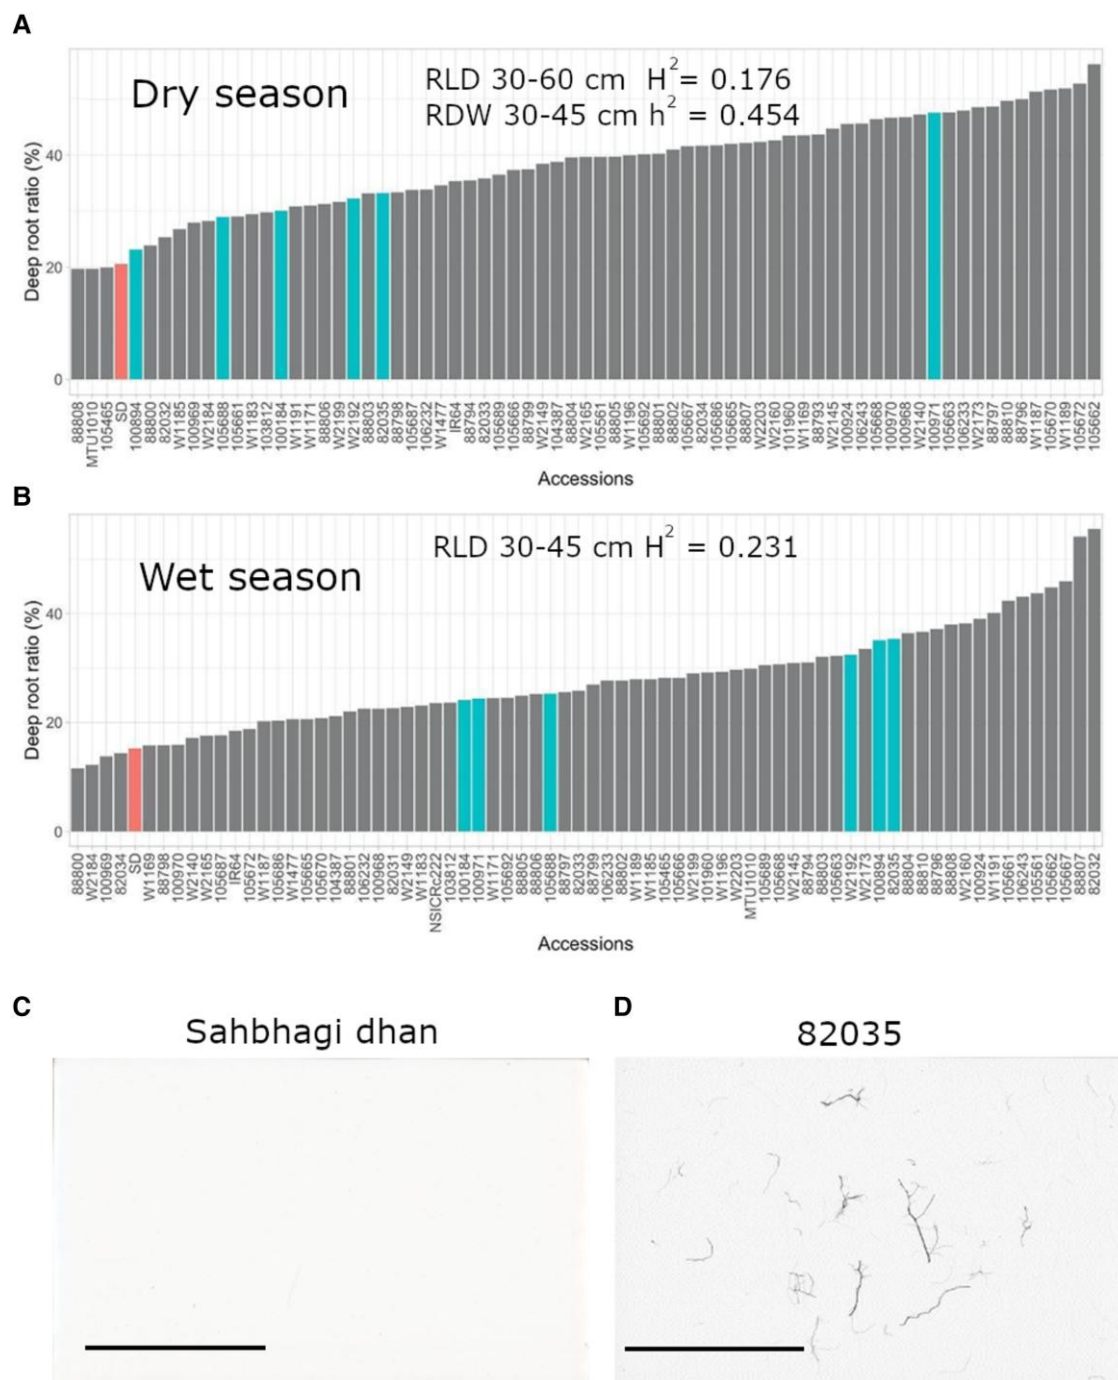 A
Dry season
RLD 30-60 cm H2= 0.176
RDW 30-45 cm h2 = 0.454
Deep root ratio (%)
40
20
0
88808
MTU1010
105465
SD
100894
88800
82032
W1185
100969
W2184
105688
105661
W1183
103812
100184
W1191
W1171
88806
W2199
W2192
88803
82035
88798
105687
106232
W1477
IR64
88794
82033
105689
105666
88799
W2149
104387
88804
W2165
105561
88805
W1196
105692
88801
88802
105667
82034
105686
105665
88807
W2203
W2160
101960
W1169
88793
W2145
100924
106243
105668
100970
100968
W2140
100971
105663
106233
W2173
88797
88810
88796
W1187
105670
W1189
105672
105662
Accessions
B
Wet season
RLD 30-45 cm H2 = 0.231
Deep root ratio (%)
40
20
0
88800
W2184
100969
82034
SD
W1169
88798
100970
W2140
W2165
105687
IR64
105672
W1187
105686
W1477
105665
105670
104387
88801
106232
100968
82031
W2149
W1183
NSICRc222
103812
100184
100971
W1171
105692
88805
88806
105688
88797
82033
88799
106233
88802
W1189
W1185
105465
105666
W2199
101960
W1196
W2203
MTU1010
105689
105668
W2145
88794
88803
105663
W2192
W2173
100894
82035
88804
88810
88796
88808
W2160
100924
W1191
105661
106243
105561
105662
105667
88807
82032
Accessions
C
Sahbhagi dhan
D
82035